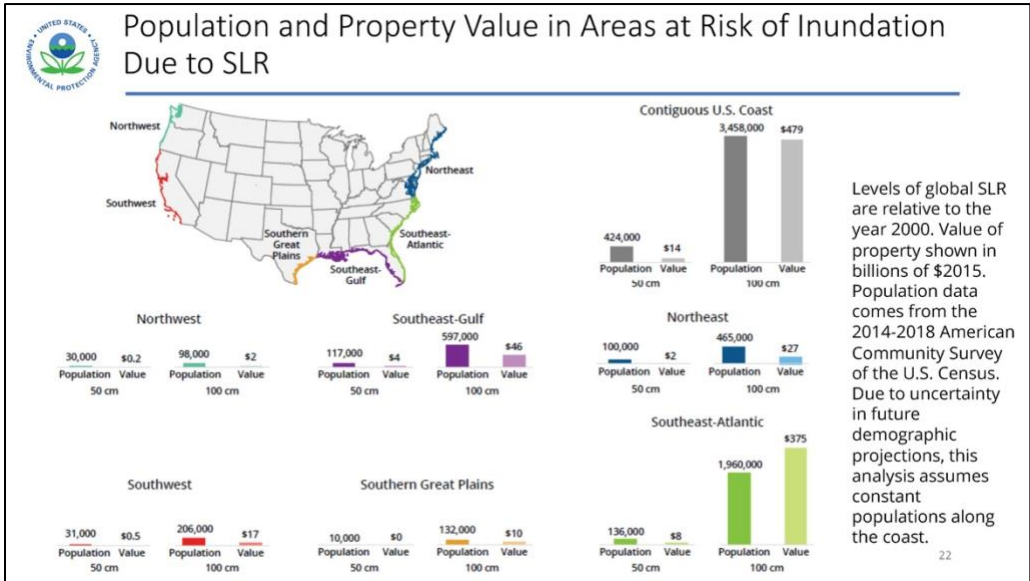 UNITED STATES
ENVIRONMENTAL PROTECTION AGENCY
Population and Property Value in Areas at Risk of Inundation
Due to SLR
Northwest
Southwest
Southern
Great
Plains
Southeast-
Gulf
Southeast-
Atlantic
Northeast
Contiguous U.S. Coast
3,458,000 $479
424,000 $14
Population Value Population Value
50 cm 100 cm
Northwest
30,000 $0.2 98,000 $2
Population Value Population Value
50 cm 100 cm
Southeast-Gulf
597,000
117,000 $4 $46
Population Value Population Value
50 cm 100 cm
Northeast
465,000
100,000 $2 $27
Population Value Population Value
50 cm 100 cm
Southwest
31,000 $0.5 206,000 $17
Population Value Population Value
50 cm 100 cm
Southern Great Plains
10,000 $0 132,000 $10
Population Value Population Value
50 cm 100 cm
Southeast-Atlantic
$375
1,960,000
136,000 $8
Population Value Population Value
50 cm 100 cm
Levels of global SLR
are relative to the
year 2000. Value of
property shown in
billions of $2015.
Population data
comes from the
2014-2018 American
Community Survey
of the U.S. Census.
Due to uncertainty
in future
demographic
projections, this
analysis assumes
constant
populations along
the coast.
22